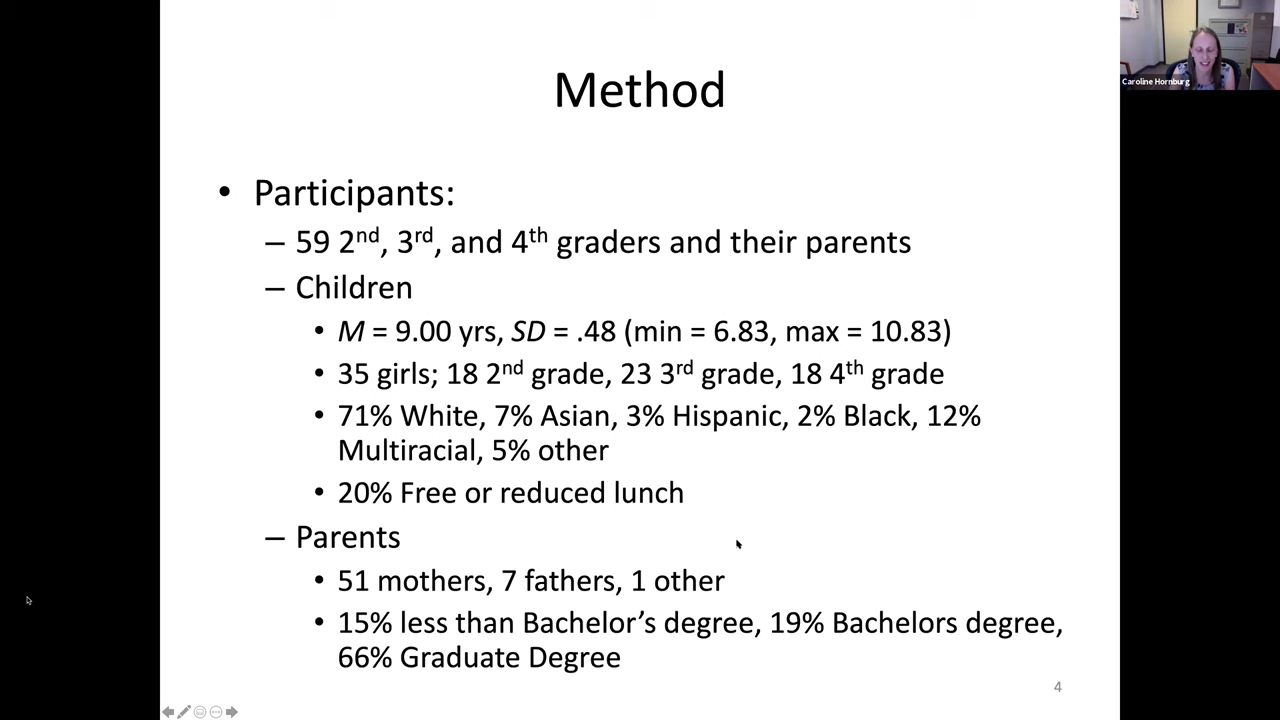 Method
• Participants:
– 59 2nd, 3rd, and 4th graders and their parents
– Children
• M = 9.00 yrs, SD = .48 (min = 6.83, max = 10.83)
• 35 girls; 18 2nd grade, 23 3rd grade, 18 4th grade
• 71% White, 7% Asian, 3% Hispanic, 2% Black, 12%
Multiracial, 5% other
• 20% Free or reduced lunch
– Parents
• 51 mothers, 7 fathers, 1 other
• 15% less than Bachelor’s degree, 19% Bachelors degree,
66% Graduate Degree
4
Caroline Hornburg